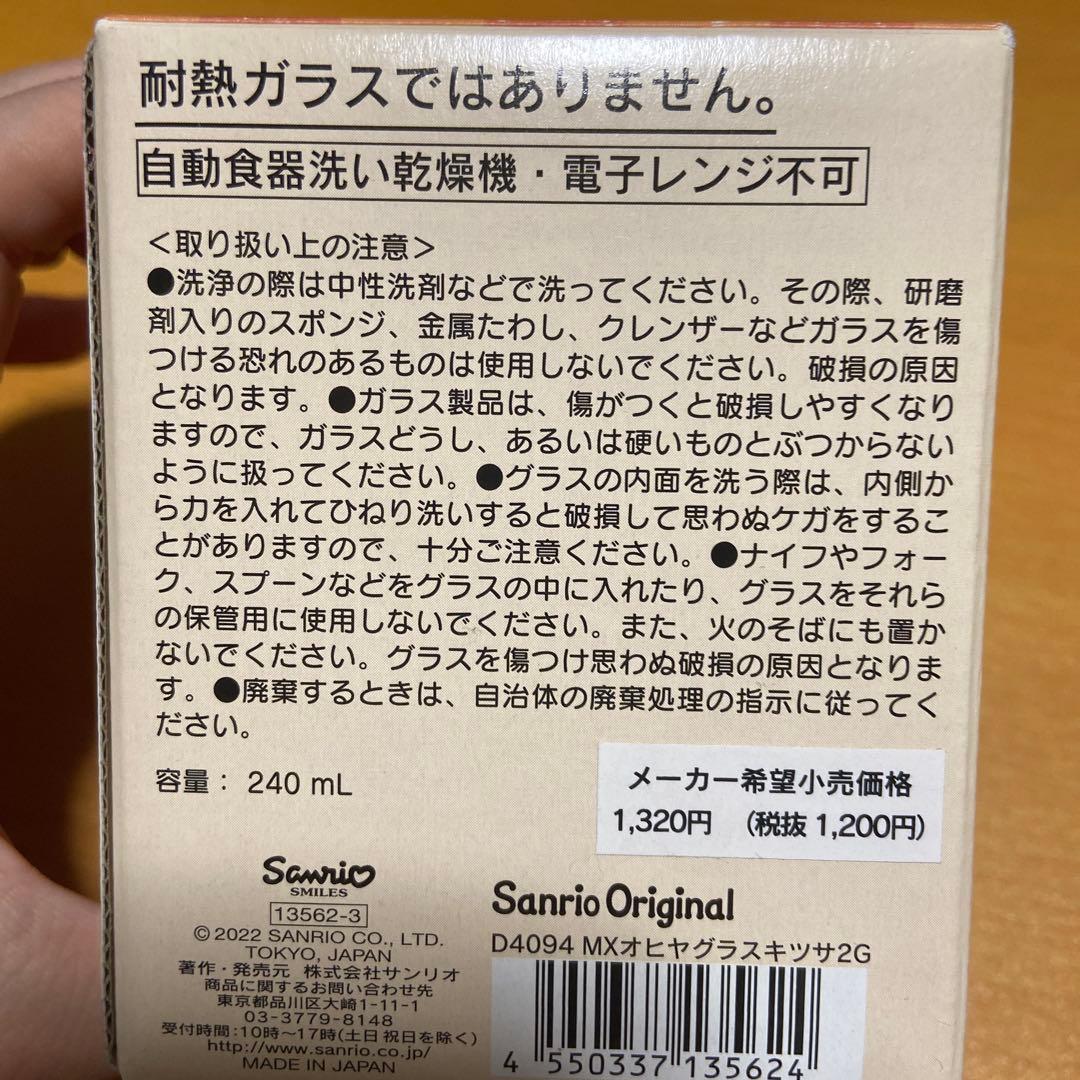 耐熱ガラスではありません。
自動食器洗い乾燥機・電子レンジ不可
<取り扱い上の注意>
●洗浄の際は中性洗剤などで洗ってください。その際、研磨
剤入りのスポンジ、金属たわし、クレンザーなどガラスを傷
つける恐れのあるものは使用しないでください。破損の原因
となります。●ガラス製品は、傷がつくと破損しやすくなり
ますので、ガラスどうし、あるいは硬いものとぶつからない
ように扱ってください。●グラスの内面を洗う際は、内側か
ら力を入れてひねり洗いすると破損して思わぬケガをするこ
とがありますので、十分ご注意ください。●ナイフやフォー
ク、スプーンなどをグラスの中に入れたり、グラスをそれら
の保管用に使用しないでください。また、火のそばにも置か
ないでください。グラスを傷つけ思わぬ破損の原因となりま
す。●廃棄するときは、自治体の廃棄処理の指示に従ってく
ださい。
容量： 240 mL
メーカー希望小売価格
1,320円 （税抜 1,200円）
Sanrio
SMILES
13562-3
©2022 SANRIO CO., LTD.
TOKYO, JAPAN
著作・発売元 株式会社サンリオ
商品に関するお問い合わせ先
東京都品川区大崎1-11-1
03-3779-8148
受付時間：10時～17時(土日祝日を除く)
http://www.sanrio.co.jp/
MADE IN JAPAN
Sanrio Original
D4094 MXオヒヤグラスキツサ2G
4 550337 135624